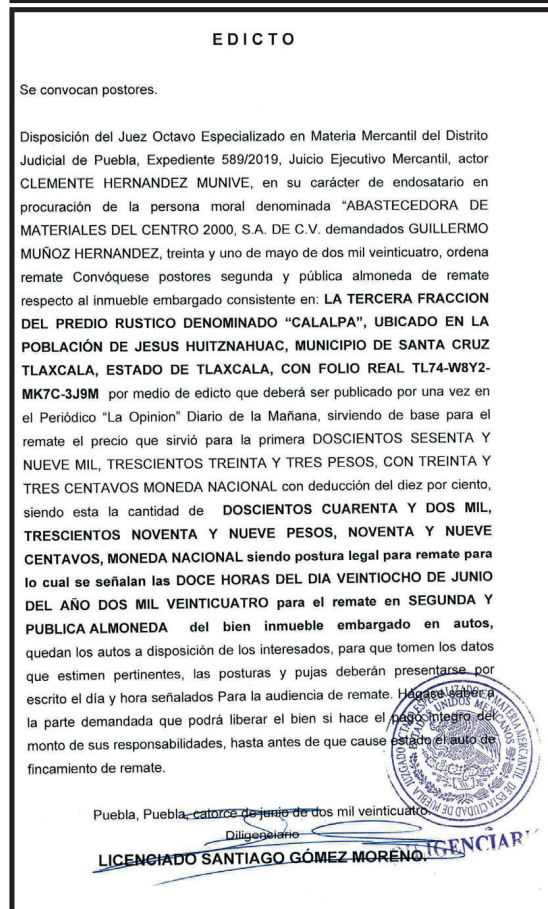 EDICTO
Se convocan postores.
Disposición del Juez Octavo Especializado en Materia Mercantil del Distrito
Judicial de Puebla, Expediente 589/2019, Juicio Ejecutivo Mercantil, actor
CLEMENTE HERNANDEZ MUNIVE, en su carácter de endosatario en
procuración de la persona moral denominada “ABASTECEDORA DE
MATERIALES DEL CENTRO 2000, S.A. DE C.V. demandados GUILLERMO
MUÑOZ HERNANDEZ, treinta y uno de mayo de dos mil veinticuatro, ordena
remate Convóquese postores segunda y pública almoneda de remate
respecto al inmueble embargado consistente en: LA TERCERA FRACCION
DEL PREDIO RUSTICO DENOMINADO “CALALPA”, UBICADO EN LA
POBLACIÓN DE JESUS HUITZNAHUAC, MUNICIPIO DE SANTA CRUZ
TLAXCALA, ESTADO DE TLAXCALA, CON FOLIO REAL TL74-W8Y2-
MK7C-3J9M por medio de edicto que deberá ser publicado por una vez en
el Periódico “La Opinion” Diario de la Mañana, sirviendo de base para el
remate el precio que sirvió para la primera DOSCIENTOS SESENTA Y
NUEVE MIL, TRESCIENTOS TREINTA Y TRES PESOS, CON TREINTA Y
TRES CENTAVOS MONEDA NACIONAL con deducción del diez por ciento,
siendo esta la cantidad de DOSCIENTOS CUARENTA Y DOS MIL,
TRESCIENTOS NOVENTA Y NUEVE PESOS, NOVENTA Y NUEVE
CENTAVOS, MONEDA NACIONAL siendo postura legal para remate para
lo cual se señalan las DOCE HORAS DEL DIA VEINTIOCHO DE JUNIO
DEL AÑO DOS MIL VEINTICUATRO para el remate en SEGUNDA Y
PUBLICA ALMONEDA del bien inmueble embargado en autos,
quedan los autos a disposición de los interesados, para que tomen los datos
que estimen pertinentes, las posturas y pujas deberán presentarse por
escrito el día y hora señalados Para la audiencia de remate. Hágase saber a
la parte demandada que podrá liberar el bien si hace el pago integro del
monto de sus responsabilidades, hasta antes de que cause estado el auto de
fincamiento de remate.
ESTADOS UNIDOS MEXICANOS
JUZGADO ESPECIALIZADO EN MATERIA MERCANTIL DE ESTA CIUDAD DE PUEBLA
Puebla, Puebla, catorce de junio de dos mil veinticuatro.
Diligenciario
LICENCIADO SANTIAGO GÓMEZ MORENO.